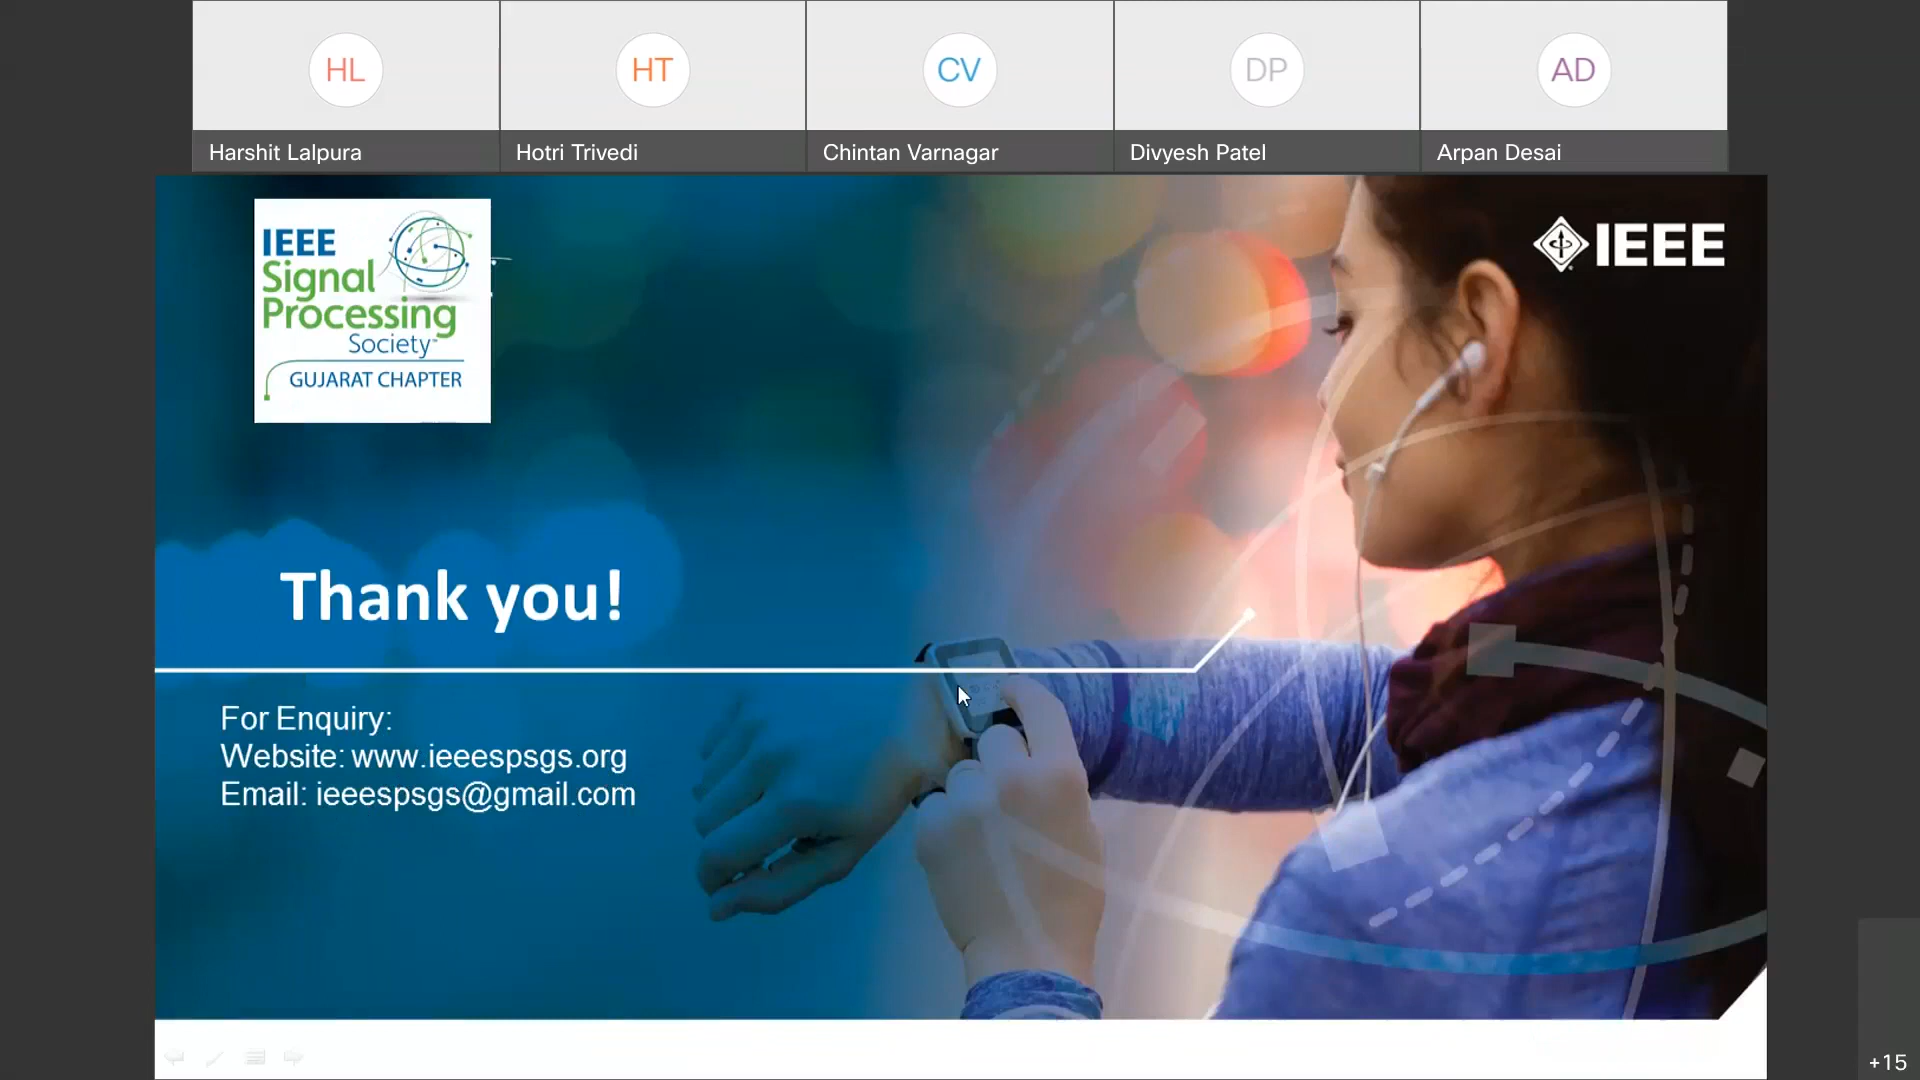 HL
HT
CV
DP
AD
Harshit Lalpura
Hotri Trivedi
Chintan Varnagar
Divyesh Patel
Arpan Desai
IEEE
Signal
Processing
Society™
GUJARAT CHAPTER
IEEE
Thank you!
For Enquiry:
Website: www.ieeespsgs.org
Email: ieeespsgs@gmail.com
+15